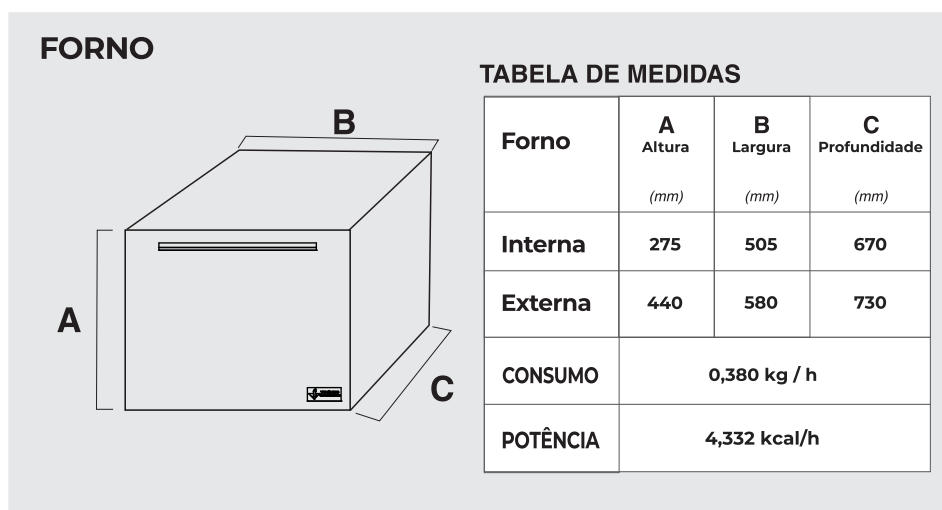 FORNO
TABELA DE MEDIDAS
B
A
C
Forno
A
Altura
(mm)
B
Largura
(mm)
C
Profundidade
(mm)
Interna 275 505 670
Externa 440 580 730
CONSUMO 0,380 kg / h
POTÊNCIA 4,332 kcal/h